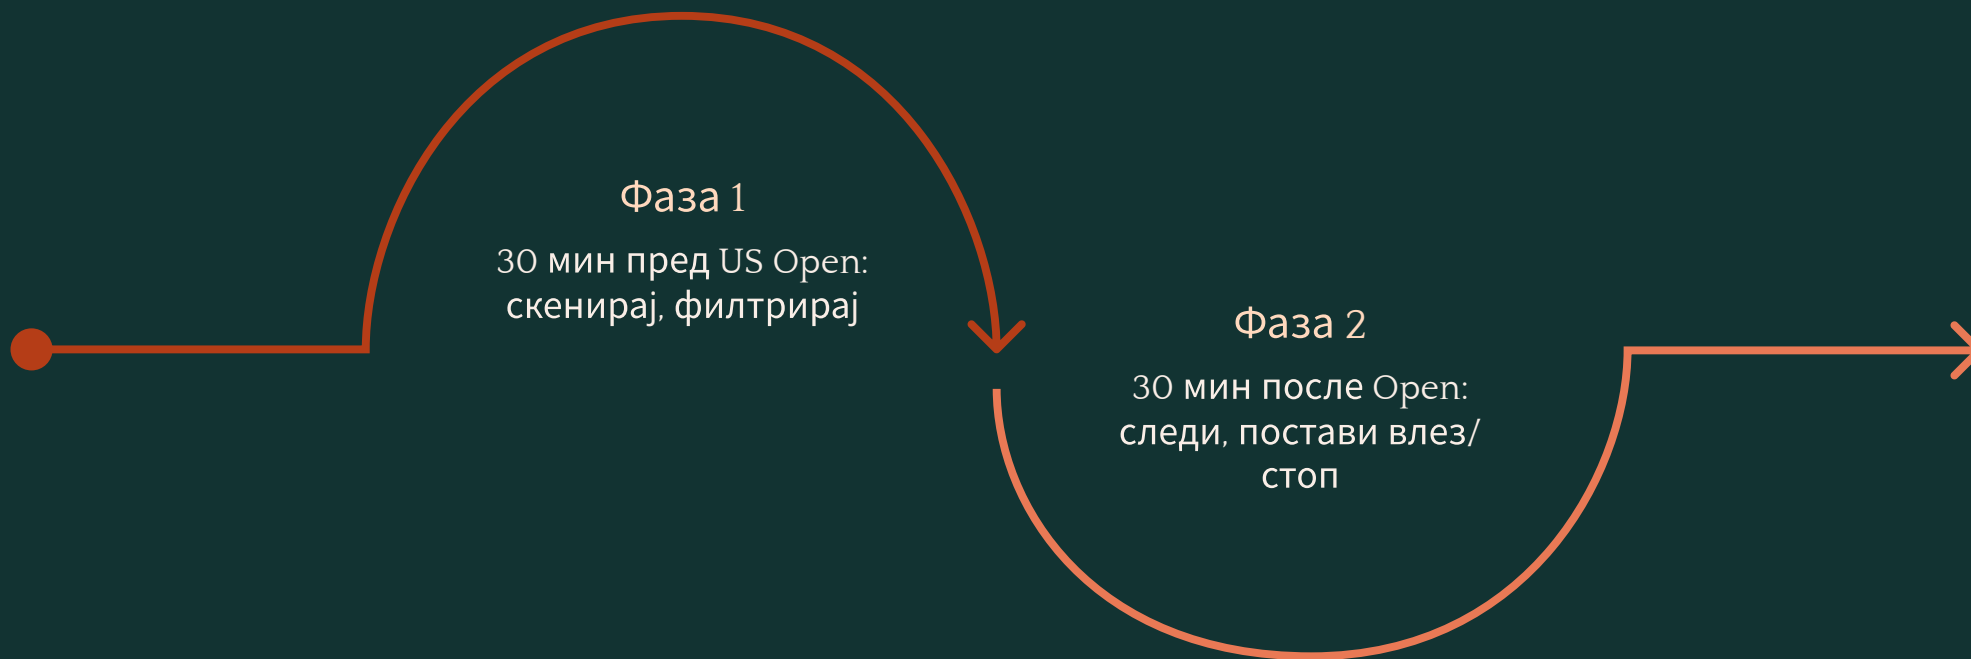 Фаза 1
30 мин пред US Open:
скенирај, филтрирај
Фаза 2
30 мин после Open:
следи, постави влез/
стоп